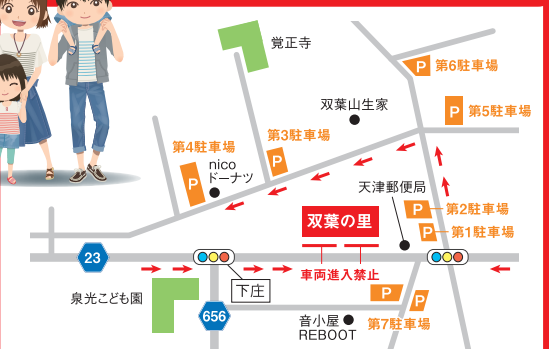 覚正寺
P 第6駐車場
双葉山生家
P 第5駐車場
第4駐車場
P
第3駐車場
P
nico
ドーナツ
天津郵便局
双葉の里
P 第2駐車場
P 第1駐車場
23
車両進入禁止
下庄
泉光こども園
656
P
P
音小屋
REBOOT
第7駐車場